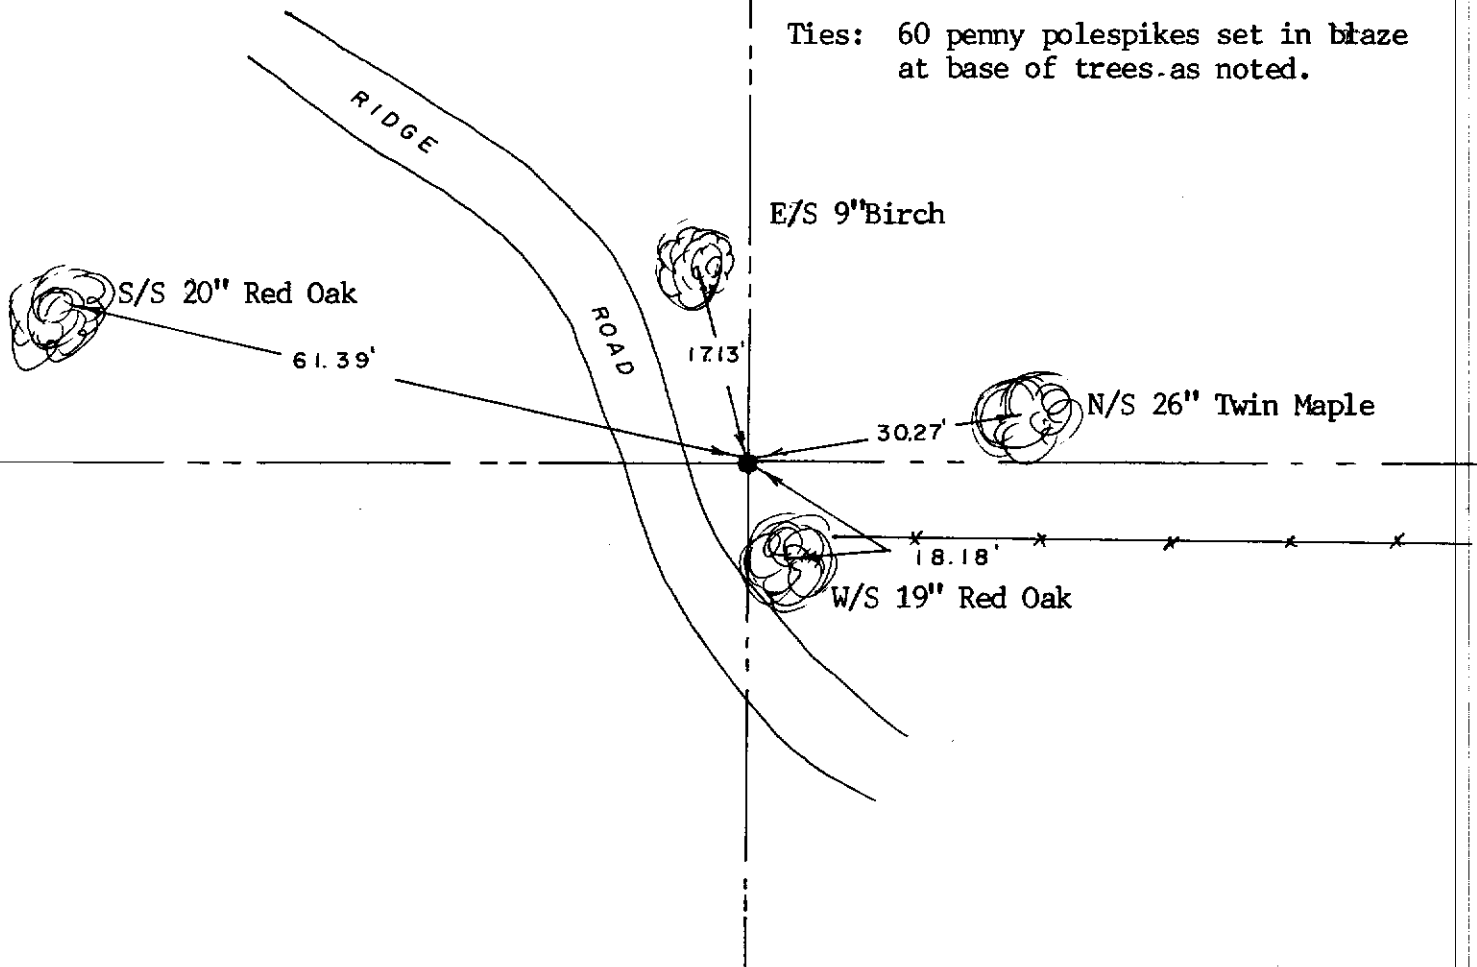 Ties: 60 penny polespikes set in blaze
at base of trees as noted.
RIDGE
ROAD
E/S 9" Birch
S/S 20" Red Oak
61.39'
17.13'
N/S 26" Twin Maple
30.27'
18.18'
W/S 19" Red Oak